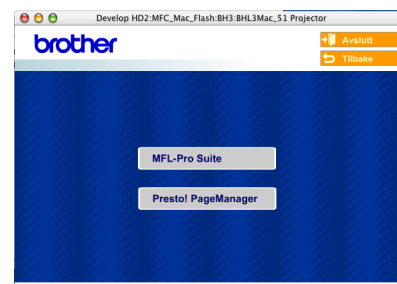 Develop HD2:MFC_Mac_Flash:BH3:BHL3Mac_51 Projector
brother
Avslutt
Tilbake
MFL-Pro Suite
Presto! PageManager